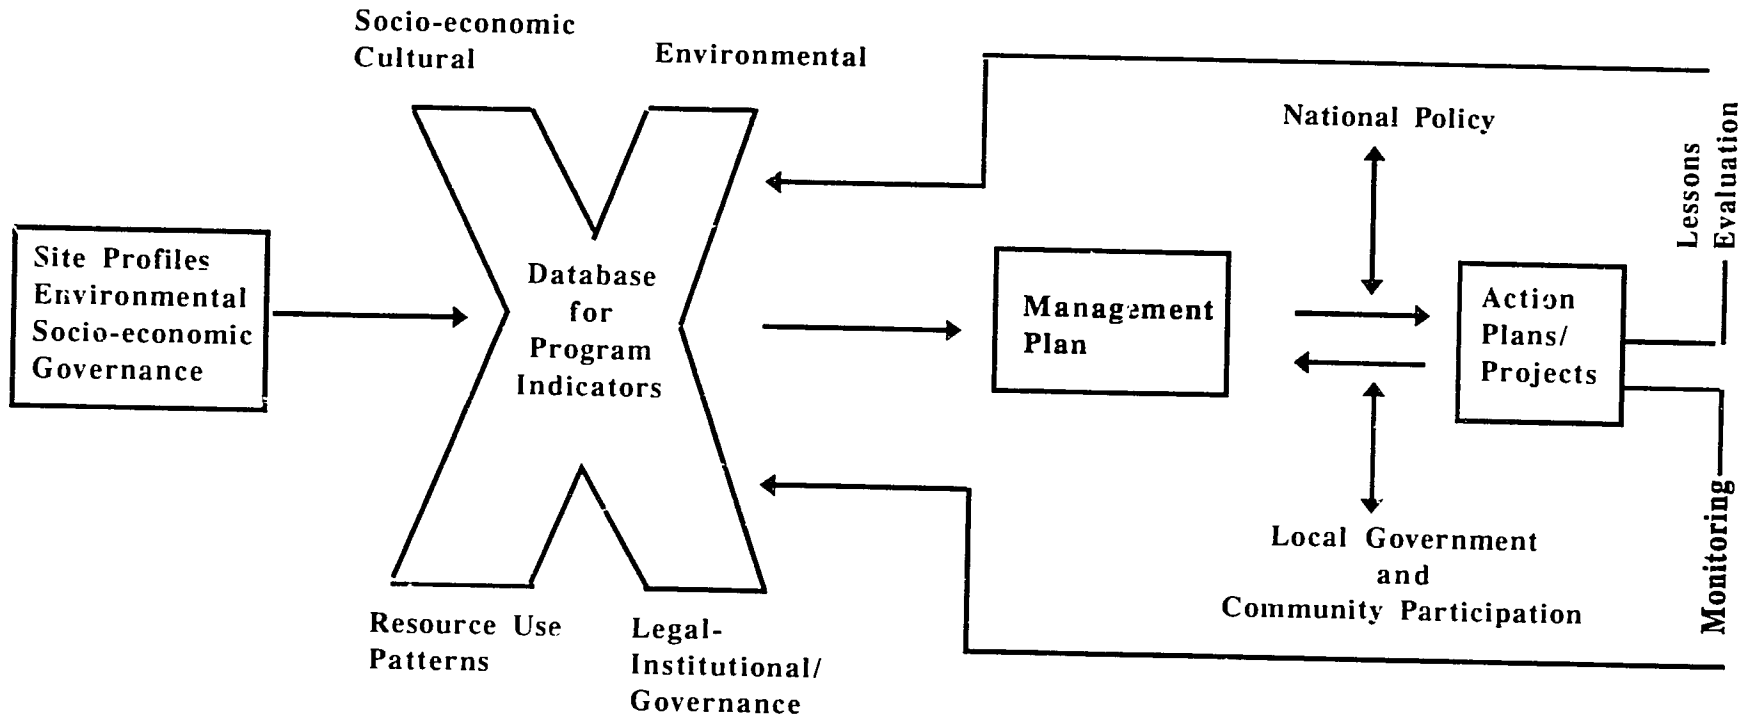 Socio-economic
Cultural
Environmental
National Policy
Lessons
Evaluation
Site Profiles
Environmental
Socio-economic
Governance
Database
for
Program
Indicators
Management
Plan
Action
Plans/
Projects
Local Government
and
Community Participation
Monitoring
Resource Use
Patterns
Legal-
Institutional/
Governance